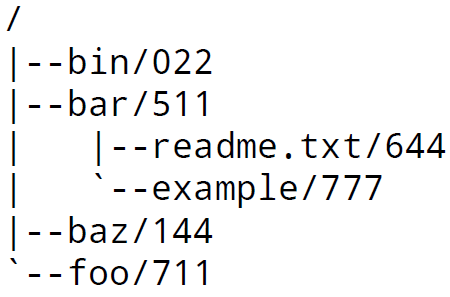 /
|--bin/022
|--bar/511
|   |--readme.txt/644
|   `--example/777
|--baz/144
`--foo/711